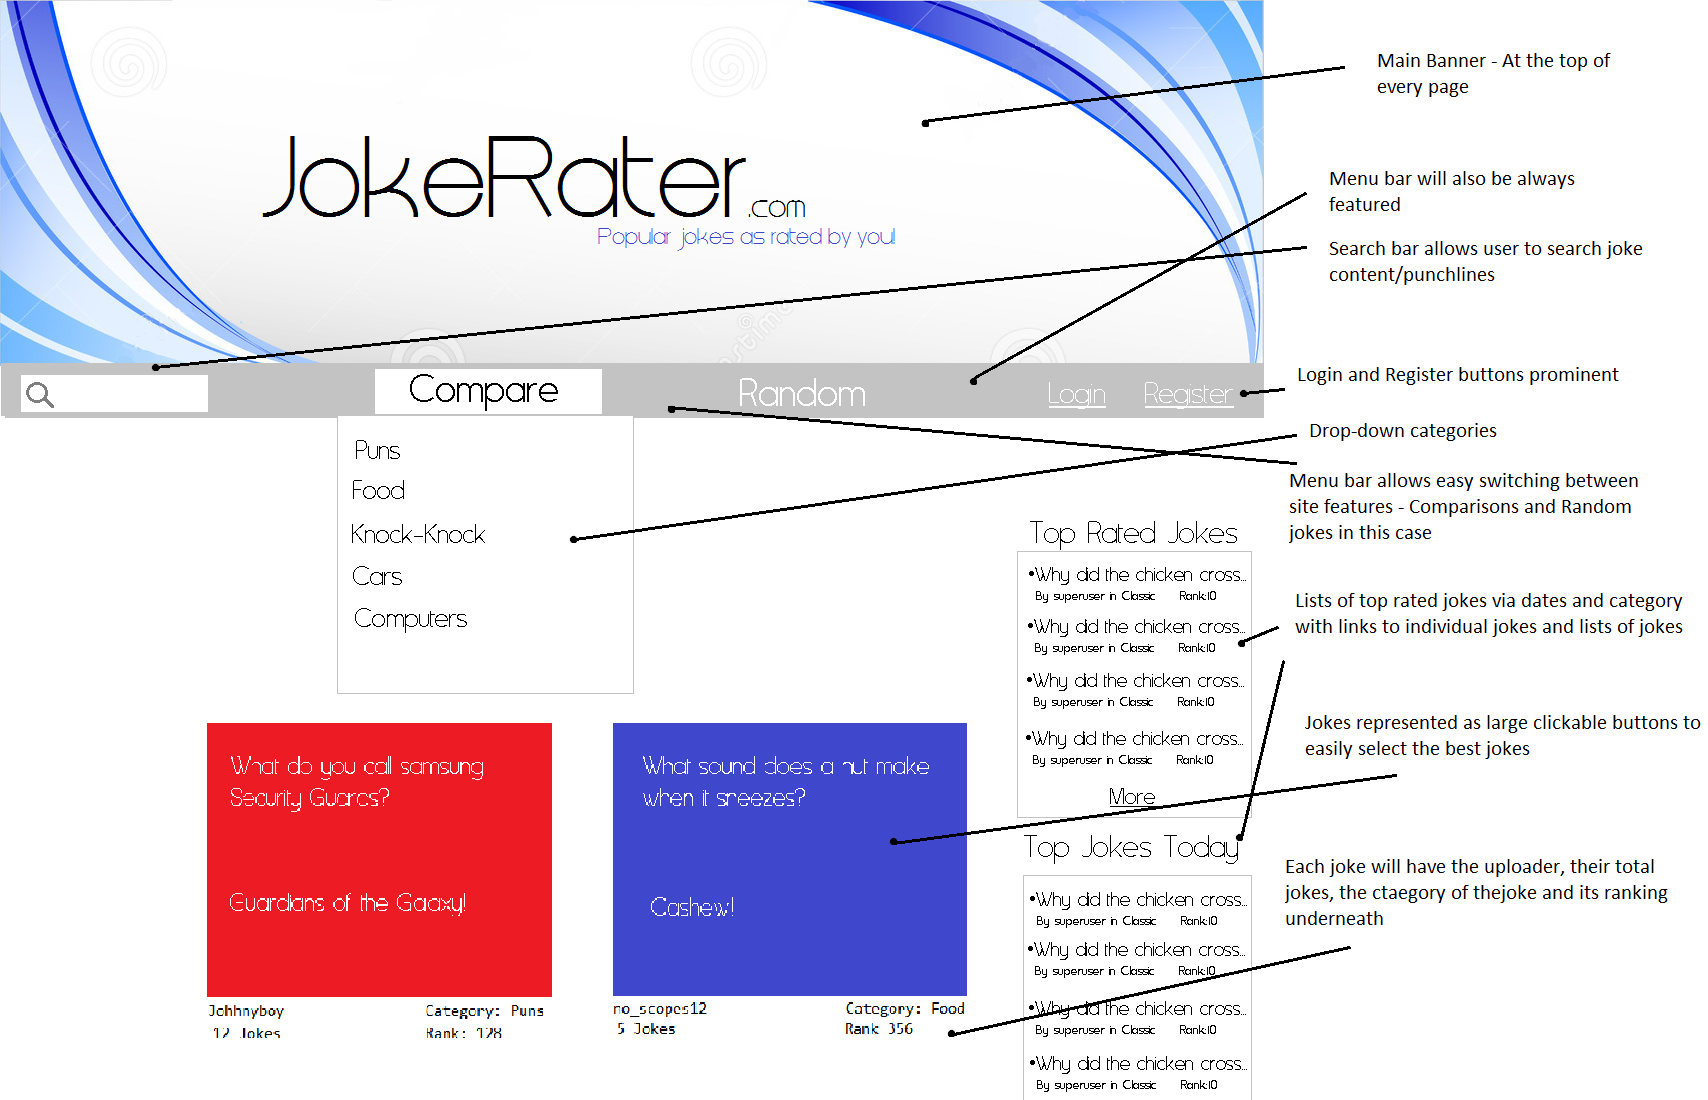 JokeRater.com
Popular jokes as rated by you!
Compare
Random
Login
Register
Puns
Food
Knock-Knock
Cars
Computers
What do you call samsung
Security Guards?
Guardians of the Galaxy!
Johhnyboy
12 Jokes
Category: Puns
Rank: 128
What sound does a nut make
when it sneezes?
Cashew!
no_scopes12
5 Jokes
Category: Food
Rank 356
Top Rated Jokes
•Why did the chicken cross...
By superuser in Classic Rank:10
•Why did the chicken cross...
By superuser in Classic Rank:10
•Why did the chicken cross...
By superuser in Classic Rank:10
•Why did the chicken cross...
By superuser in Classic Rank:10
More
Top Jokes Today
•Why did the chicken cross...
By superuser in Classic Rank:10
•Why did the chicken cross...
By superuser in Classic Rank:10
•Why did the chicken cross...
By superuser in Classic Rank:10
•Why did the chicken cross...
By superuser in Classic Rank:10
Main Banner - At the top of
every page
Menu bar will also be always
featured
Search bar allows user to search joke
content/punchlines
Login and Register buttons prominent
Drop-down categories
Menu bar allows easy switching between
site features - Comparisons and Random
jokes in this case
Lists of top rated jokes via dates and category
with links to individual jokes and lists of jokes
Jokes represented as large clickable buttons to
easily select the best jokes
Each joke will have the uploader, their total
jokes, the ctaegory of thejoke and its ranking
underneath